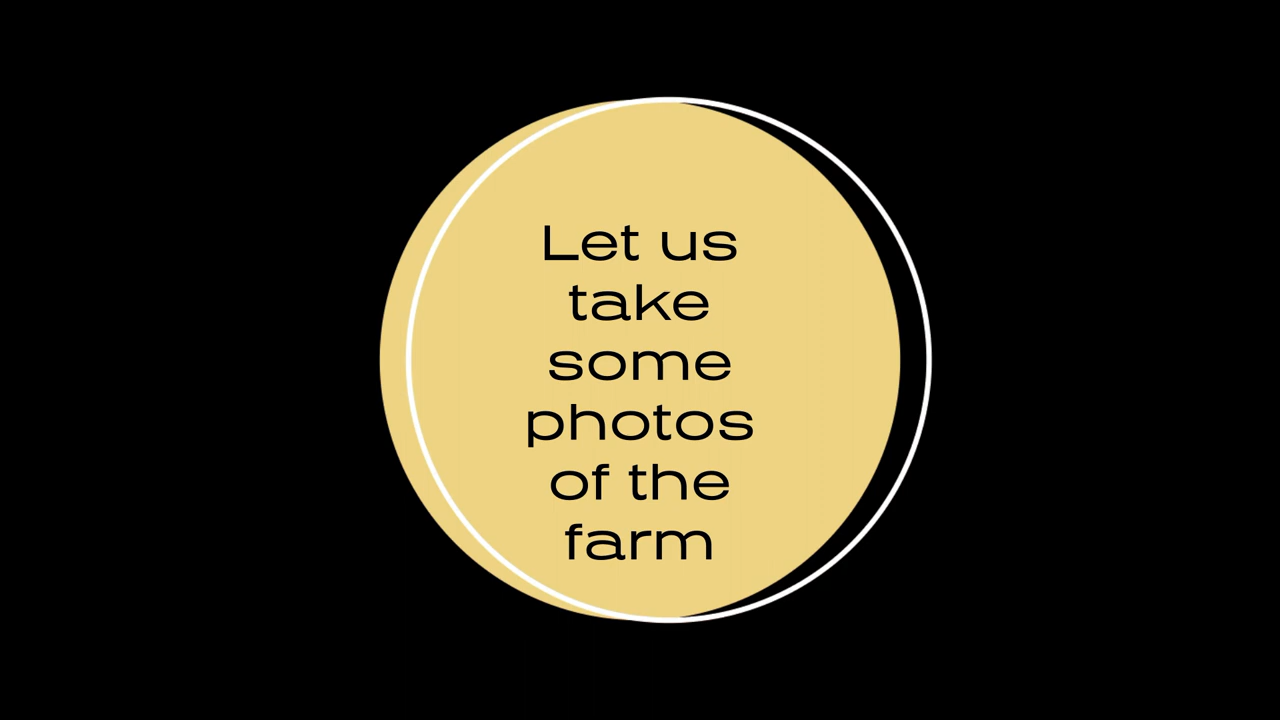 Let us
take
some
photos
of the
farm